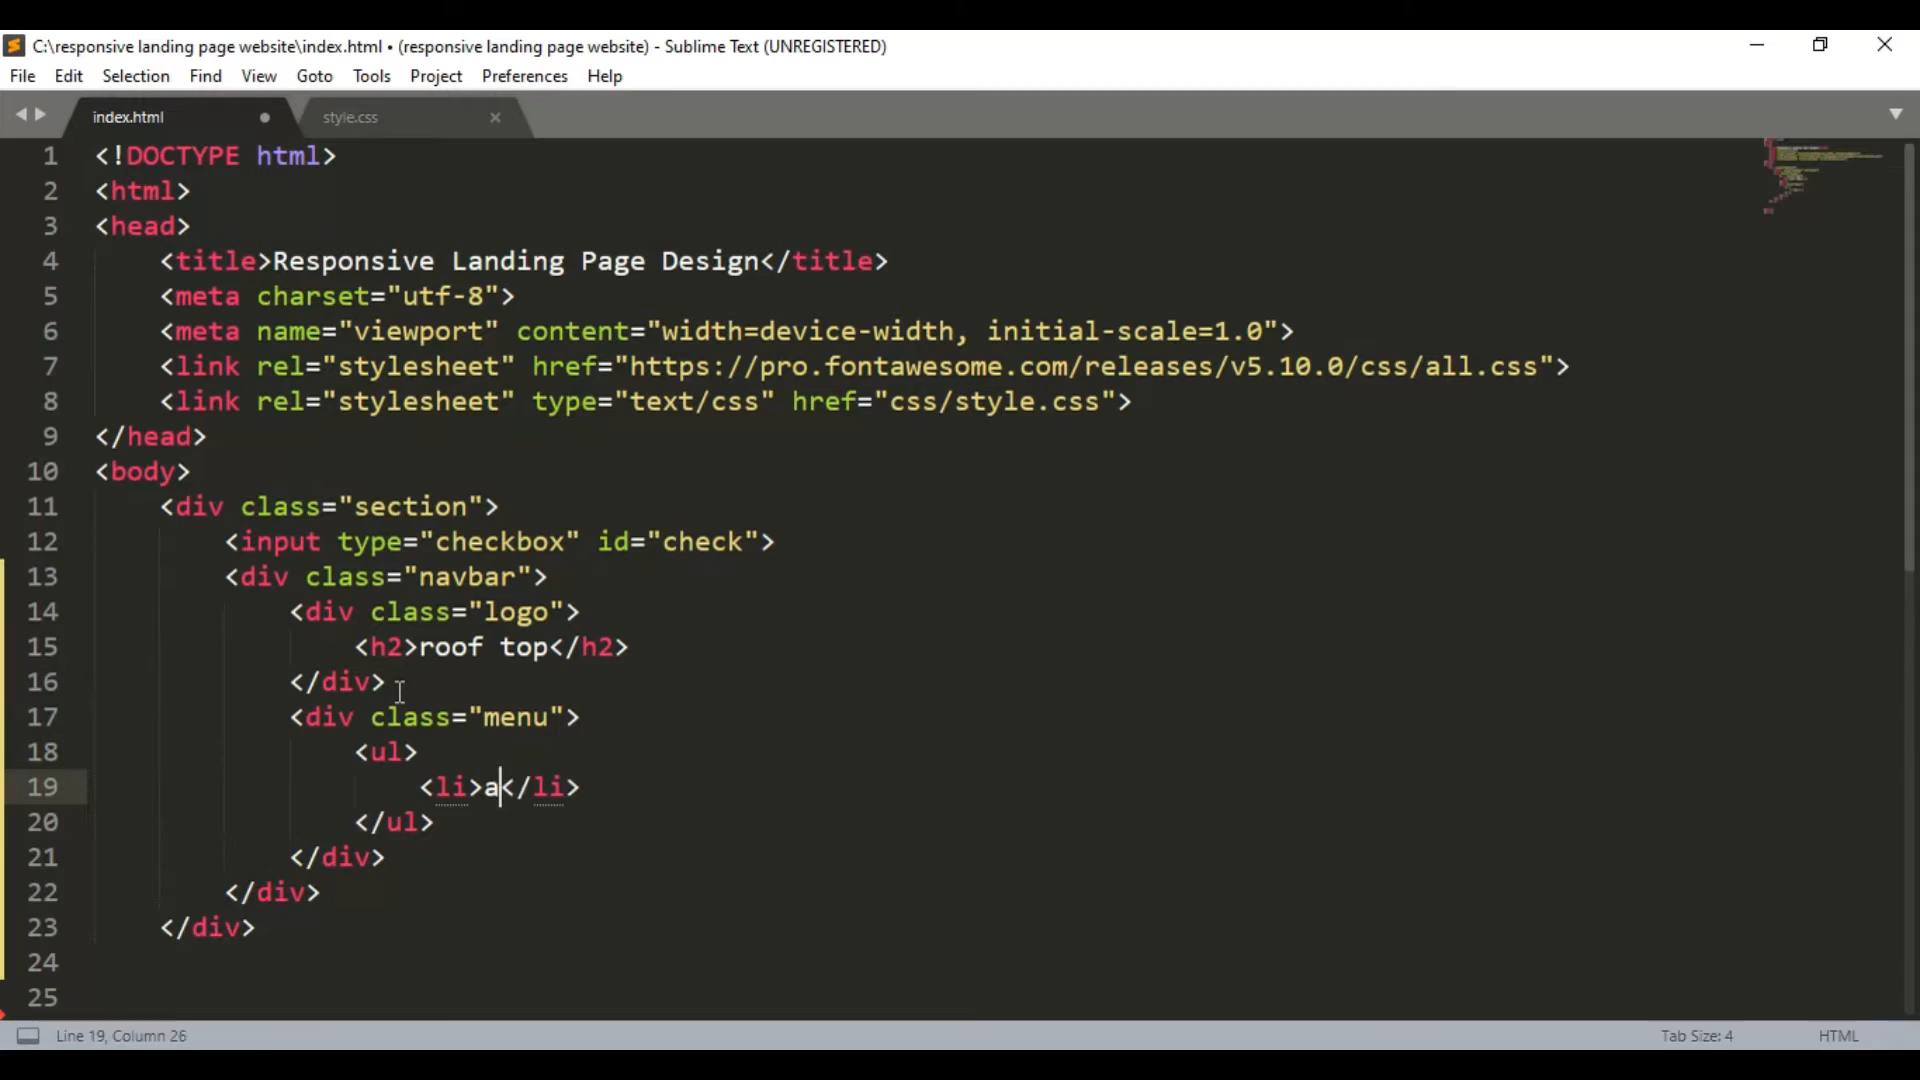 C:\responsive landing page website\index.html • (responsive landing page website) - Sublime Text (UNREGISTERED)
File Edit Selection Find View Goto Tools Project Preferences Help
index.html style.css
1 <!DOCTYPE html>
2 <html>
3 <head>
4 <title>Responsive Landing Page Design</title>
5 <meta charset="utf-8">
6 <meta name="viewport" content="width=device-width, initial-scale=1.0">
7 <link rel="stylesheet" href="https://pro.fontawesome.com/releases/v5.10.0/css/all.css">
8 <link rel="stylesheet" type="text/css" href="css/style.css">
9 </head>
10 <body>
11 <div class="section">
12 <input type="checkbox" id="check">
13 <div class="navbar">
14 <div class="logo">
15 <h2>roof top</h2>
16 </div>
17 <div class="menu">
18 <ul>
19 <li>a</li>
20 </ul>
21 </div>
22 </div>
23 </div>
24
25
Line 19, Column 26 Tab Size: 4 HTML